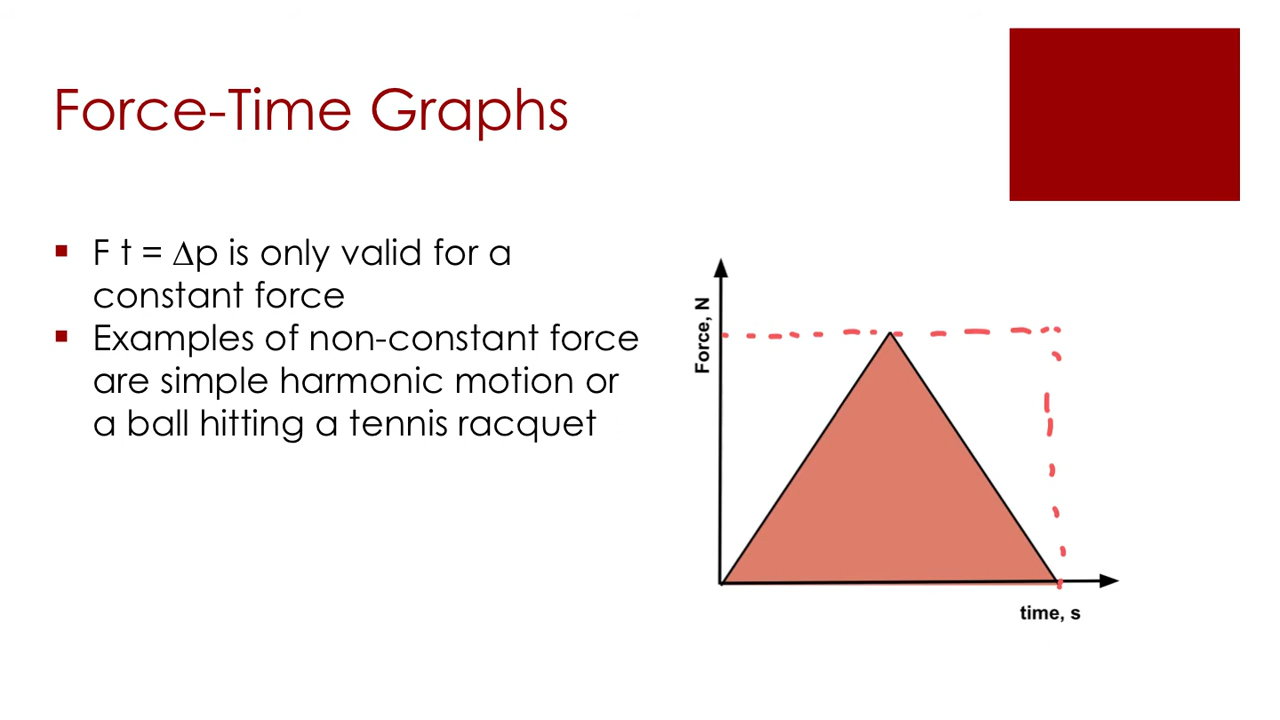 Force-Time Graphs
▪ F t = Δp is only valid for a
constant force
▪ Examples of non-constant force
are simple harmonic motion or
a ball hitting a tennis racquet
Force, N
time, s